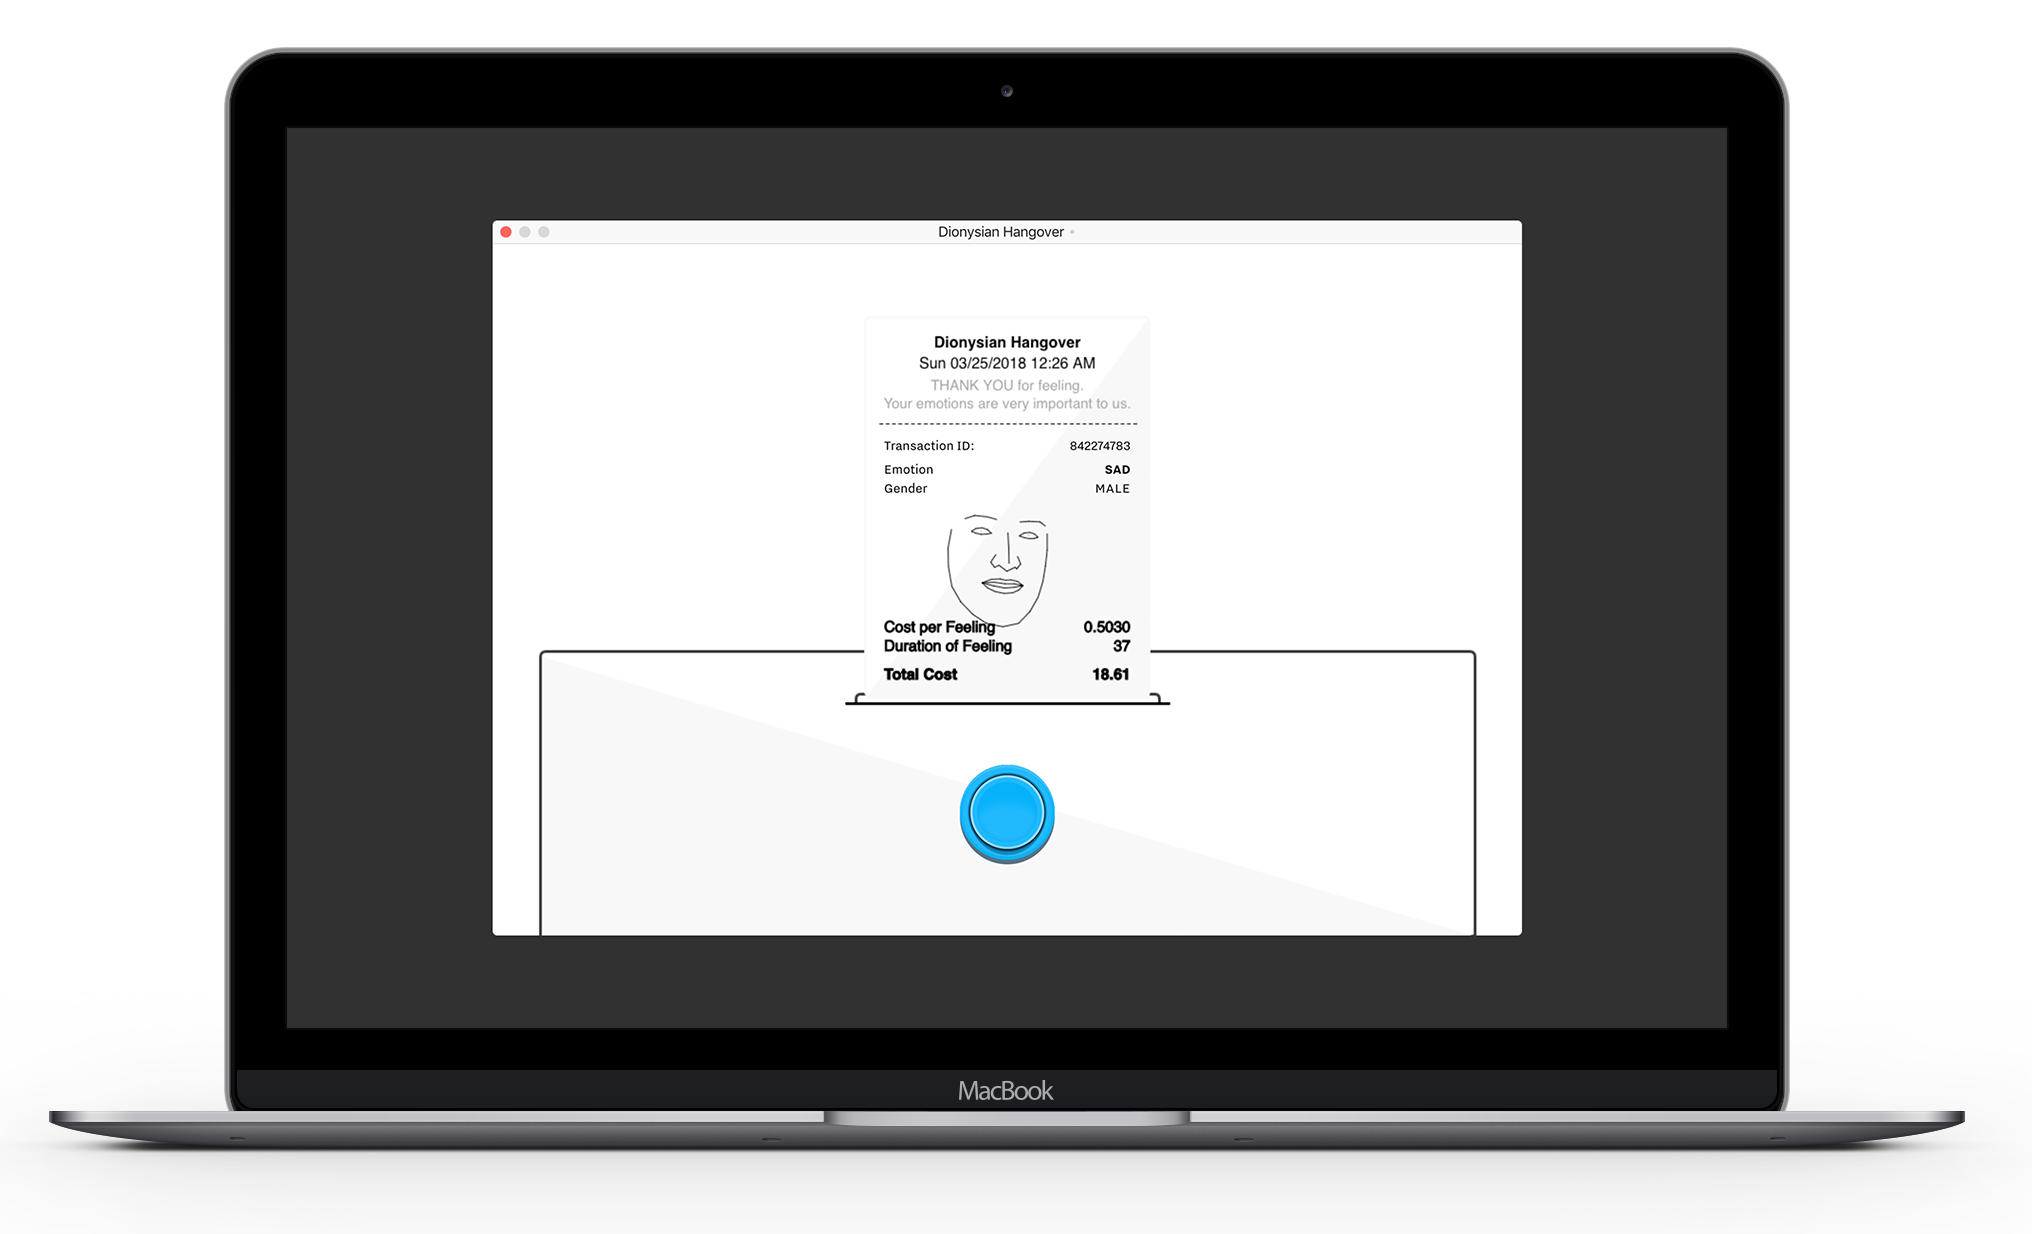 Dionysian Hangover
Dionysian Hangover
Sun 03/25/2018 12:26 AM
THANK YOU for feeling.
Your emotions are very important to us.
Transaction ID: 842274783
Emotion SAD
Gender MALE
Cost per Feeling 0.5030
Duration of Feeling 37
Total Cost 18.61
MacBook